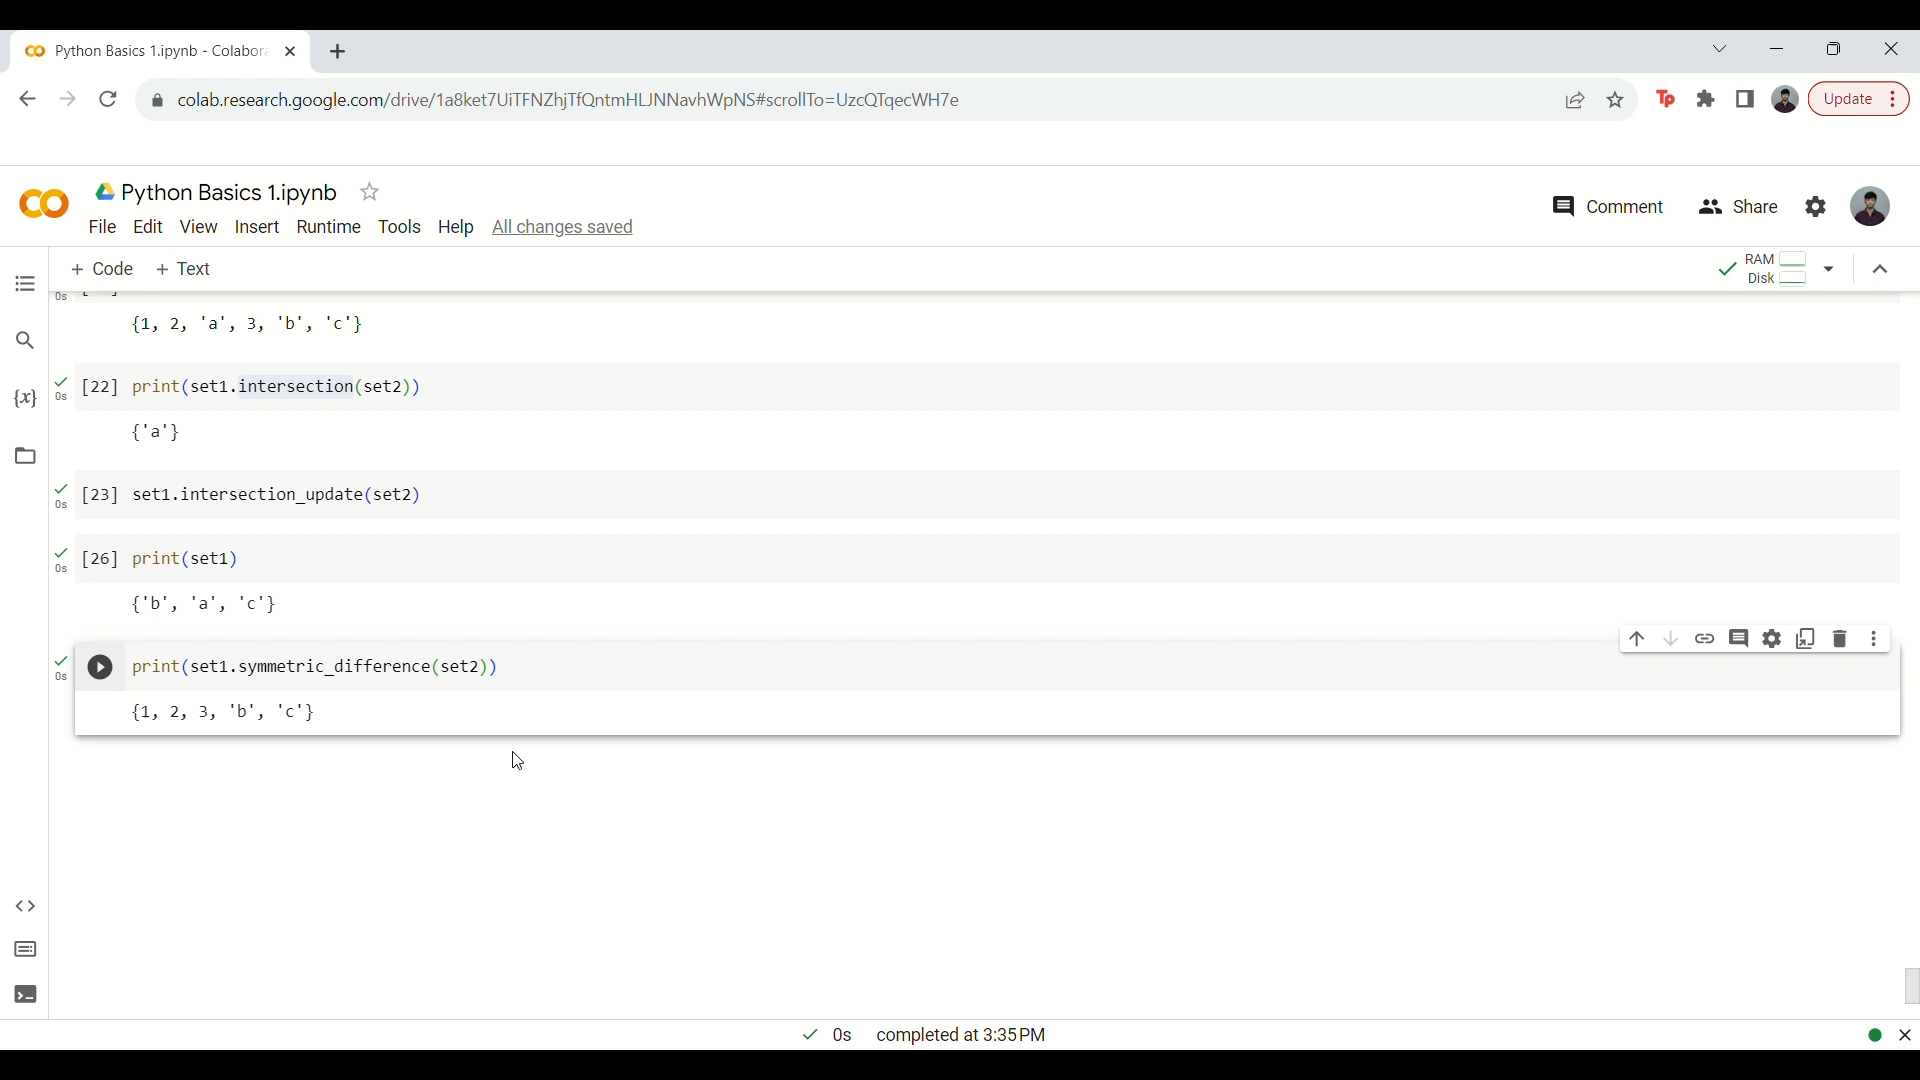 Python Basics 1.ipynb - Colabora
colab.research.google.com/drive/1a8ket7UiTFNZhjTfQntmHLJNNavhWpNS#scrollTo=UzcQTqecWH7e
Tp
Update
Python Basics 1.ipynb
File Edit View Insert Runtime Tools Help All changes saved
Comment
Share
+ Code + Text
RAM
Disk
0s
{1, 2, 'a', 3, 'b', 'c'}
[22] print(set1.intersection(set2))
0s
{'a'}
[23] set1.intersection_update(set2)
0s
[26] print(set1)
0s
{'b', 'a', 'c'}
print(set1.symmetric_difference(set2))
0s
{1, 2, 3, 'b', 'c'}
{x}
0s completed at 3:35 PM